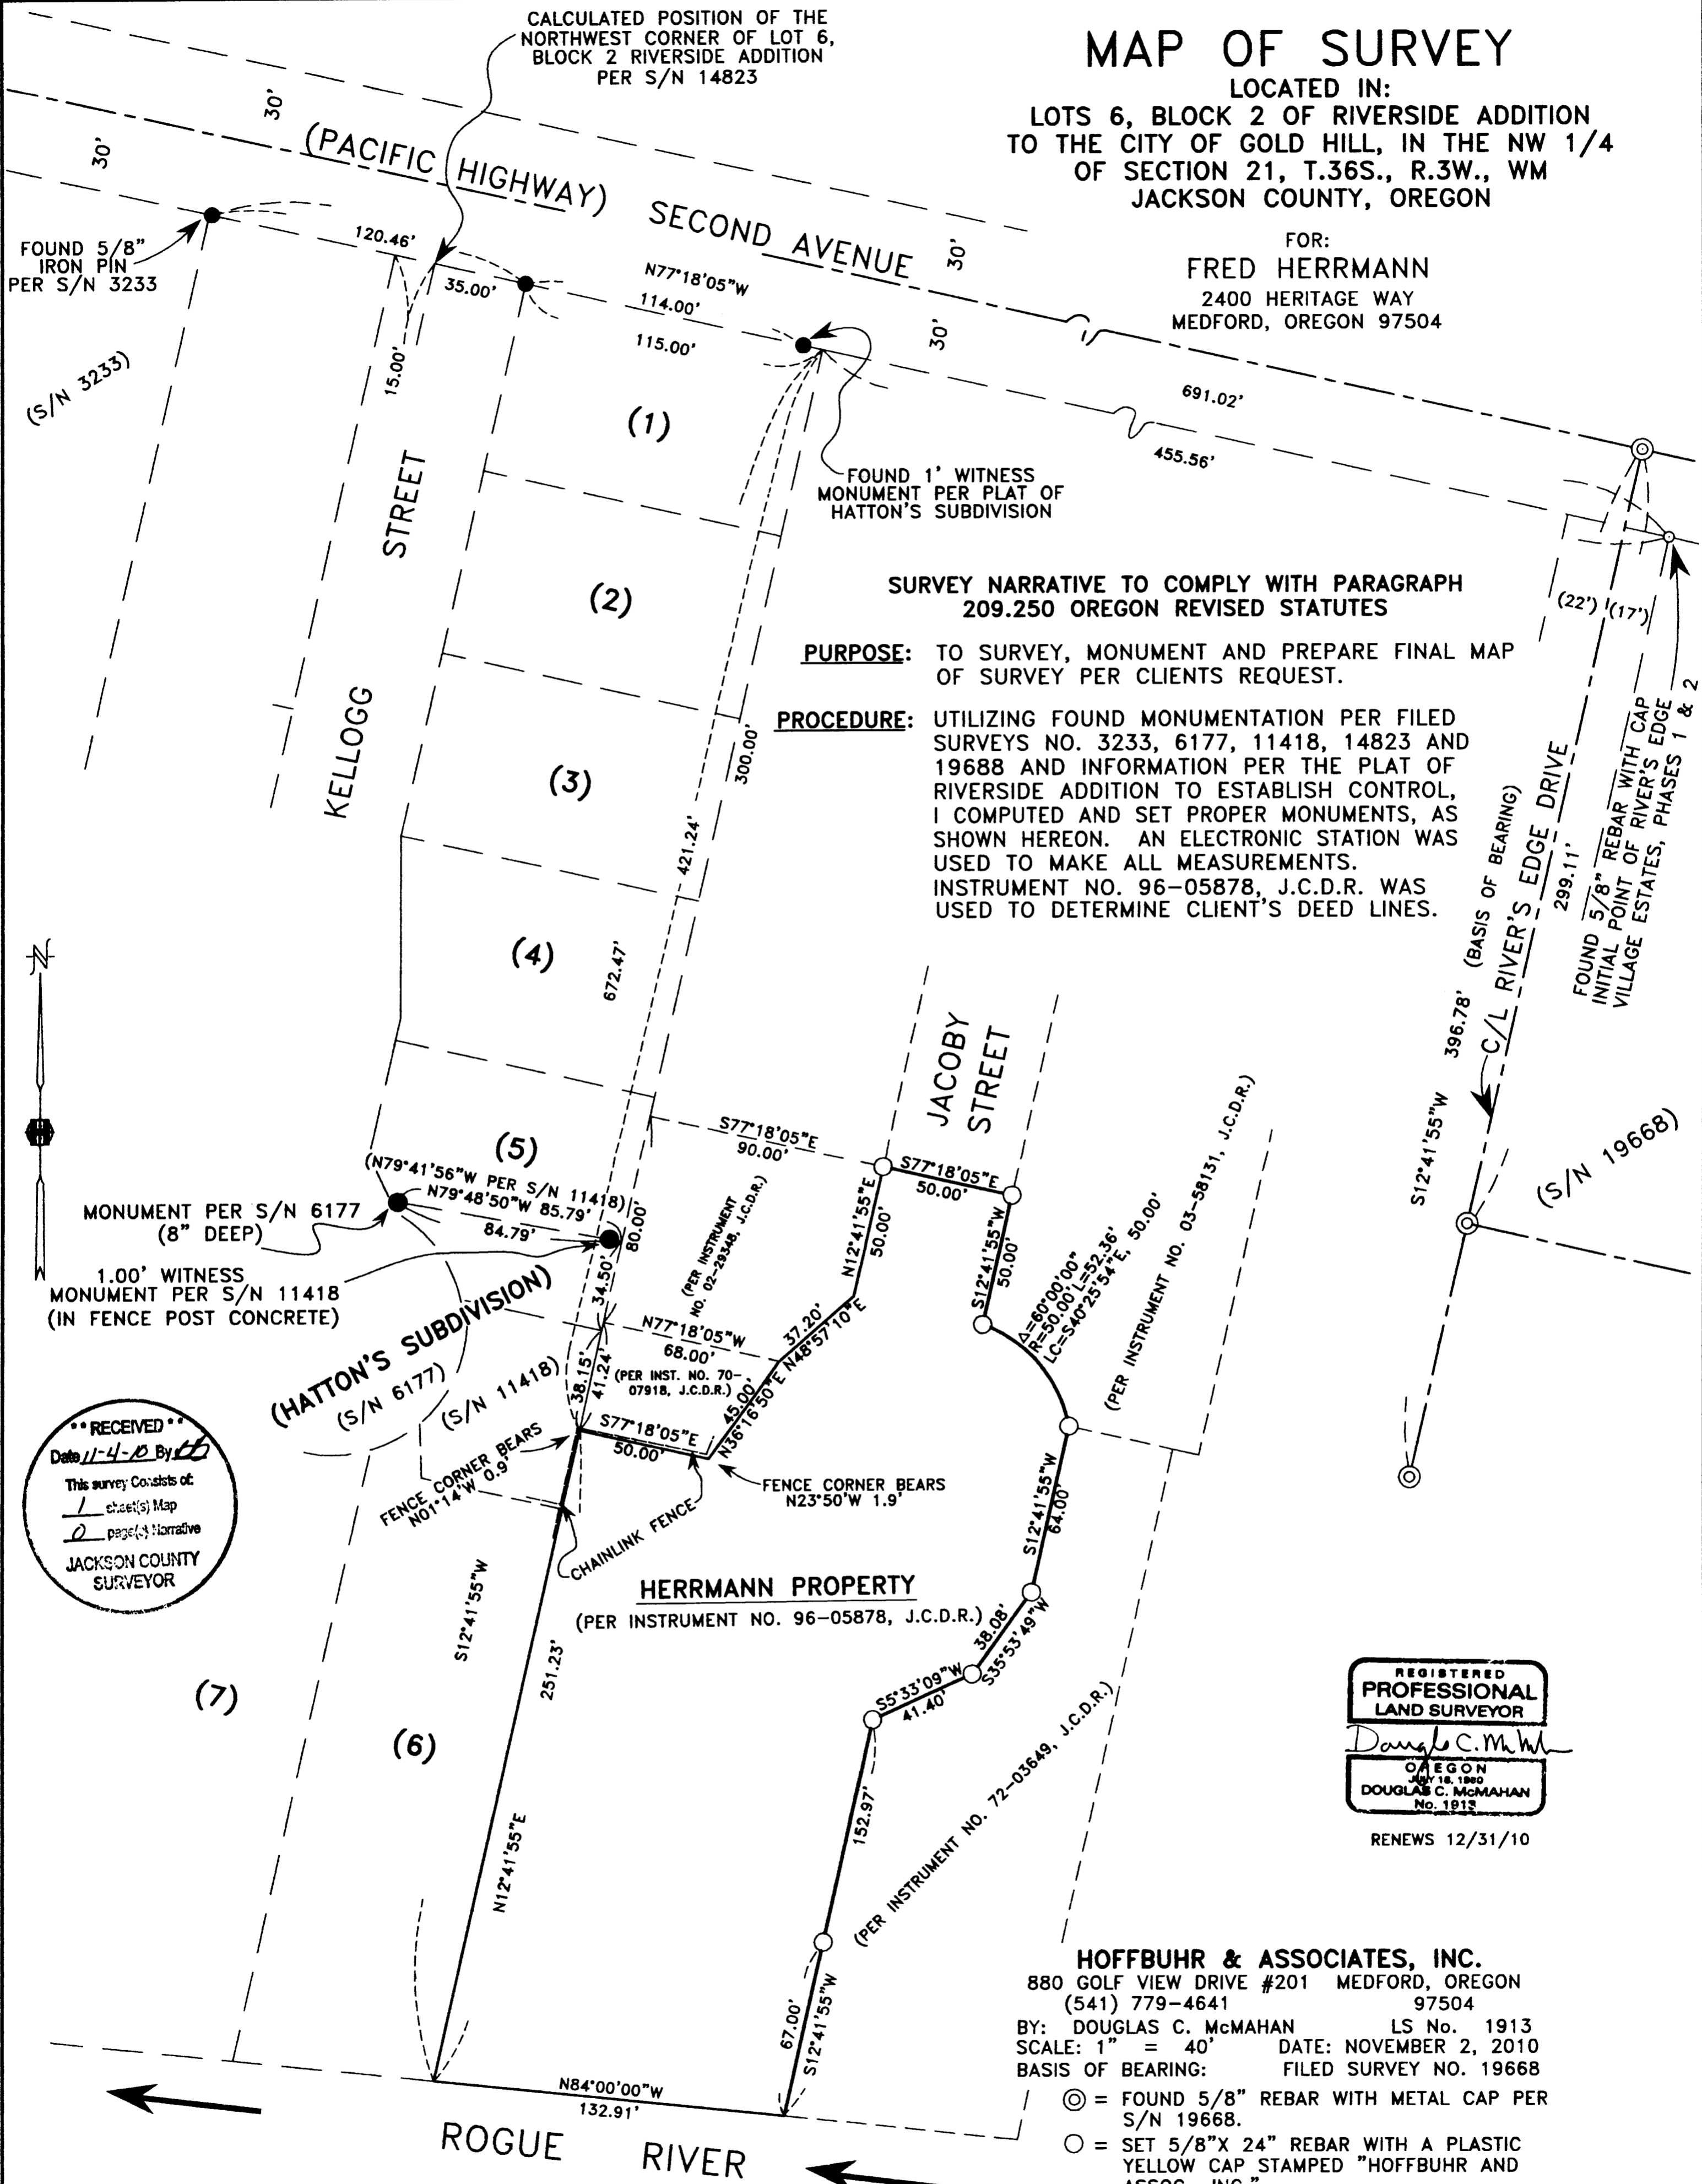 CALCULATED POSITION OF THE
NORTHWEST CORNER OF LOT 6,
BLOCK 2 RIVERSIDE ADDITION
PER S/N 14823
MAP OF SURVEY
LOCATED IN:
LOTS 6, BLOCK 2 OF RIVERSIDE ADDITION
TO THE CITY OF GOLD HILL, IN THE NW 1/4
OF SECTION 21, T.36S., R.3W., WM
JACKSON COUNTY, OREGON
FOR:
FRED HERRMANN
2400 HERITAGE WAY
MEDFORD, OREGON 97504
30'
30'
(PACIFIC HIGHWAY) SECOND AVENUE
30'
30'
FOUND 5/8"
IRON PIN
PER S/N 3233
120.46'
35.00'
N77°18'05"W
114.00'
115.00'
15.00'
691.02'
455.56'
(S/N 3233)
FOUND 1' WITNESS
MONUMENT PER PLAT OF
HATTON'S SUBDIVISION
(1)
(2)
(3)
(4)
(5)
(6)
(7)
KELLOGG STREET
SURVEY NARRATIVE TO COMPLY WITH PARAGRAPH
209.250 OREGON REVISED STATUTES
PURPOSE: TO SURVEY, MONUMENT AND PREPARE FINAL MAP
OF SURVEY PER CLIENTS REQUEST.
PROCEDURE: UTILIZING FOUND MONUMENTATION PER FILED
SURVEYS NO. 3233, 6177, 11418, 14823 AND
19688 AND INFORMATION PER THE PLAT OF
RIVERSIDE ADDITION TO ESTABLISH CONTROL,
I COMPUTED AND SET PROPER MONUMENTS, AS
SHOWN HEREON. AN ELECTRONIC STATION WAS
USED TO MAKE ALL MEASUREMENTS.
INSTRUMENT NO. 96-05878, J.C.D.R. WAS
USED TO DETERMINE CLIENT'S DEED LINES.
(22') (17')
FOUND 5/8" REBAR WITH CAP
INITIAL POINT OF RIVER'S EDGE
VILLAGE ESTATES, PHASES 1 & 2
299.11'
C/L RIVER'S EDGE DRIVE
S12°41'55"W 396.78' (BASIS OF BEARING)
(S/N 19668)
300.00'
421.24'
672.47'
N
JACOBY
STREET
S77°18'05"E
90.00'
S77°18'05"E
50.00'
(N79°41'56"W PER S/N 11418)
N79°48'50"W 85.79'
84.79'
80.00'
MONUMENT PER S/N 6177
(8" DEEP)
1.00' WITNESS
MONUMENT PER S/N 11418
(IN FENCE POST CONCRETE)
34.50'
(PER INSTRUMENT
NO. 02-29348, J.C.D.R.)
N12°41'55"E
50.00'
S12°41'55"W
50.00'
Δ=60°00'00"
R=50.00' L=52.36'
LC=S40°25'54"E, 50.00'
(PER INSTRUMENT NO. 03-58131, J.C.D.R.)
(HATTON'S SUBDIVISION)
(S/N 6177)
(S/N 11418)
38.15'
41.24'
N77°18'05"W
68.00'
(PER INST. NO. 70-
07918, J.C.D.R.)
37.20'
N48°57'10"E
45.00'
N36°16'50"E
S77°18'05"E
50.00'
FENCE CORNER BEARS
N01°14'W 0.9'
FENCE CORNER BEARS
N23°50'W 1.9'
CHAINLINK FENCE
**RECEIVED**
Date 11-4-10 By
This survey Consists of:
1 sheet(s) Map
0 page(s) Narrative
JACKSON COUNTY
SURVEYOR
HERRMANN PROPERTY
(PER INSTRUMENT NO. 96-05878, J.C.D.R.)
S12°41'55"W
64.00'
38.08'
S35°53'49"W
S5°33'09"W
41.40'
S12°41'55"W
251.23'
N12°41'55"E
152.97'
(PER INSTRUMENT NO. 72-03649, J.C.D.R.)
67.00'
S12°41'55"W
N84°00'00"W
132.91'
ROGUE RIVER
REGISTERED
PROFESSIONAL
LAND SURVEYOR
Douglas C. McMahan
OREGON
JULY 18, 1980
DOUGLAS C. McMAHAN
No. 1913
RENEWS 12/31/10
HOFFBUHR & ASSOCIATES, INC.
880 GOLF VIEW DRIVE #201 MEDFORD, OREGON
(541) 779-4641 97504
BY: DOUGLAS C. McMAHAN LS No. 1913
SCALE: 1" = 40' DATE: NOVEMBER 2, 2010
BASIS OF BEARING: FILED SURVEY NO. 19668
= FOUND 5/8" REBAR WITH METAL CAP PER
S/N 19668.
= SET 5/8"X 24" REBAR WITH A PLASTIC
YELLOW CAP STAMPED "HOFFBUHR AND